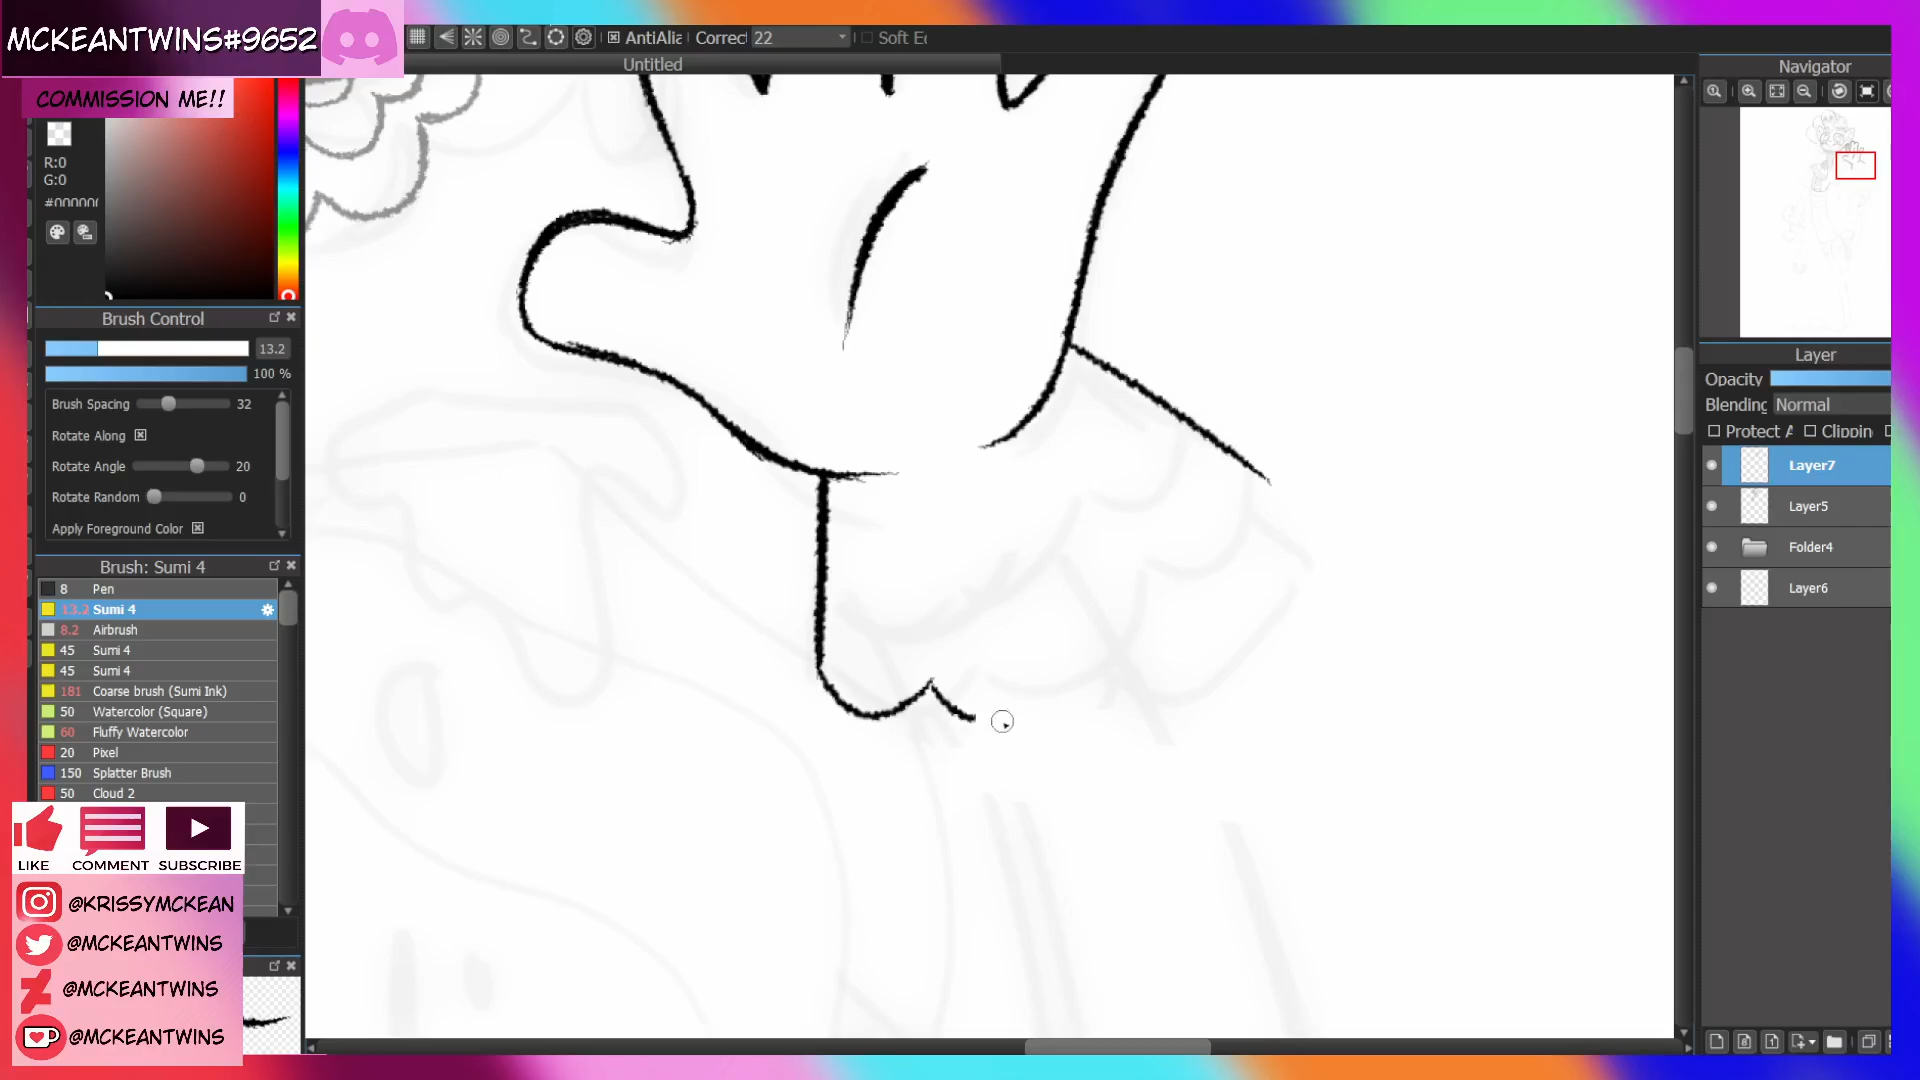 MCKEANTWINS#9652
COMMISSION ME!!
AntiAlia
Correct
22
Soft Ed
Untitled
Navigator
R:0
G:0
#000000
Brush Control
13.2
100 %
Brush Spacing 32
Rotate Along
Rotate Angle 20
Rotate Random 0
Apply Foreground Color
Brush: Sumi 4
8 Pen
13.2 Sumi 4
8.2 Airbrush
45 Sumi 4
45 Sumi 4
181 Coarse brush (Sumi Ink)
50 Watercolor (Square)
60 Fluffy Watercolor
20 Pixel
150 Splatter Brush
50 Cloud 2
LIKE COMMENT SUBSCRIBE
@KRISSYMCKEAN
@MCKEANTWINS
@MCKEANTWINS
@MCKEANTWINS
Layer
Opacity
Blending Normal
Protect A Clippin
Layer7
Layer5
Folder4
Layer6